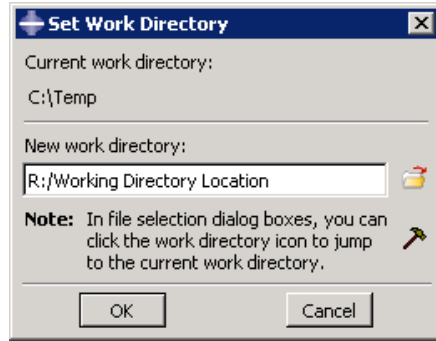 Set Work Directory
Current work directory:
C:\Temp
New work directory:
R:/Working Directory Location
Note: In file selection dialog boxes, you can
click the work directory icon to jump
to the current work directory.
OK Cancel